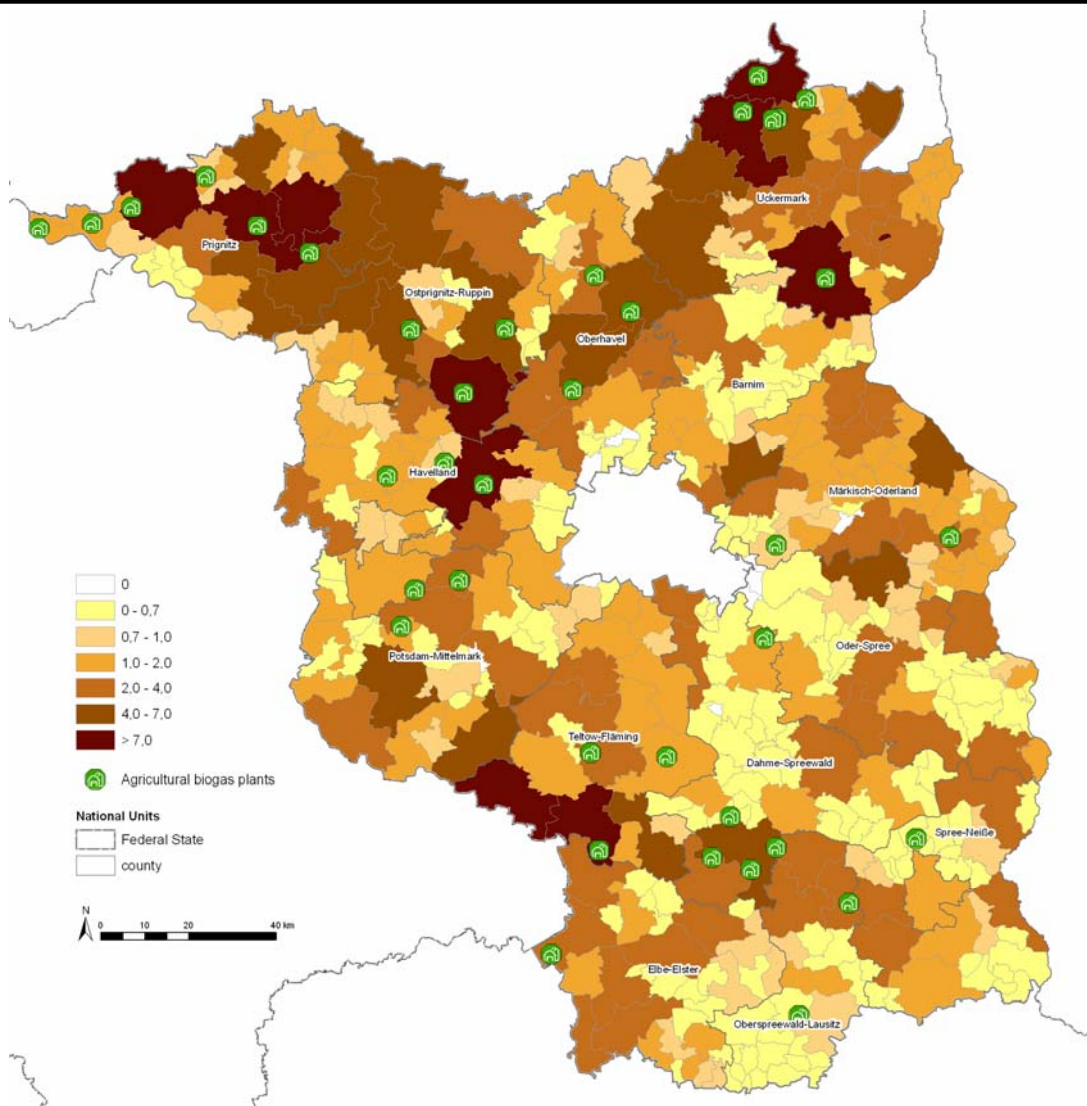 Uckermark
Prignitz
Ostprignitz-Ruppin
Oberhavel
Barnim
Havelland
Märkisch-Oderland
0
0 - 0,7
0,7 - 1,0
1,0 - 2,0
2,0 - 4,0
4,0 - 7,0
> 7,0
Agricultural biogas plants
National Units
Federal State
county
N
0 10 20 40 km
Potsdam-Mittelmark
Oder-Spree
Teltow-Fläming
Dahme-Spreewald
Spree-Neiße
Elbe-Elster
Oberspreewald-Lausitz